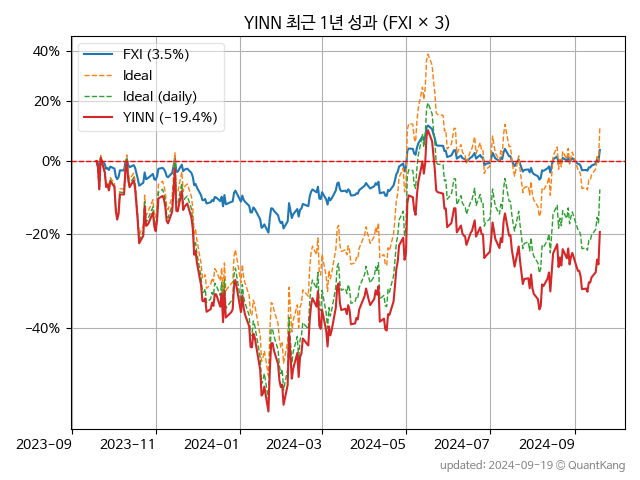 YINN 최근 1년 성과 (FXI × 3)
FXI (3.5%)
Ideal
Ideal (daily)
YINN (−19.4%)
40%
20%
0%
−20%
−40%
2023-09 2023-11 2024-01 2024-03 2024-05 2024-07 2024-09
updated: 2024-09-19 © QuantKang